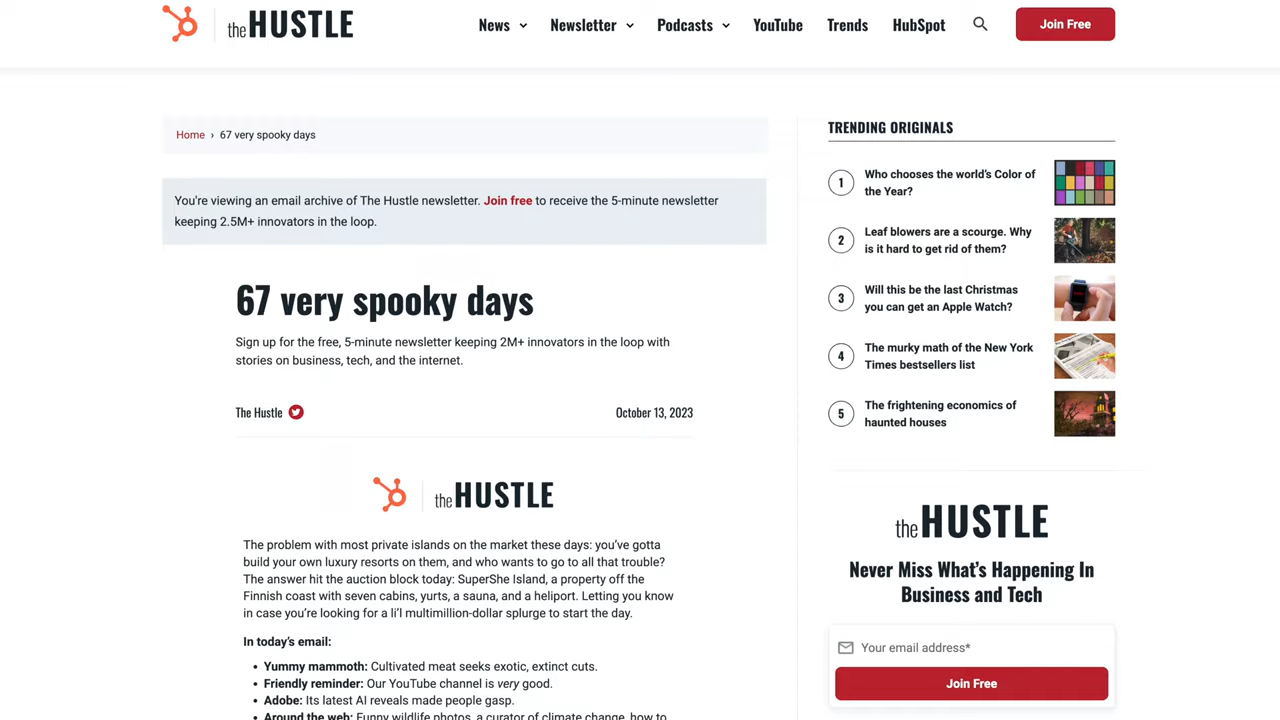 the HUSTLE
News
Newsletter
Podcasts
YouTube
Trends
HubSpot
Join Free
Home › 67 very spooky days
You're viewing an email archive of The Hustle newsletter. Join free to receive the 5-minute newsletter
keeping 2.5M+ innovators in the loop.
67 very spooky days
Sign up for the free, 5-minute newsletter keeping 2M+ innovators in the loop with
stories on business, tech, and the internet.
The Hustle
October 13, 2023
the HUSTLE
The problem with most private islands on the market these days: you've gotta
build your own luxury resorts on them, and who wants to go to all that trouble?
The answer hit the auction block today: SuperShe Island, a property off the
Finnish coast with seven cabins, yurts, a sauna, and a heliport. Letting you know
in case you're looking for a li'l multimillion-dollar splurge to start the day.
In today's email:
• Yummy mammoth: Cultivated meat seeks exotic, extinct cuts.
• Friendly reminder: Our YouTube channel is very good.
• Adobe: Its latest AI reveals made people gasp.
• Around the web: Funny wildlife photos, a curator of climate change, how to
TRENDING ORIGINALS
1
Who chooses the world's Color of
the Year?
2
Leaf blowers are a scourge. Why
is it hard to get rid of them?
3
Will this be the last Christmas
you can get an Apple Watch?
4
The murky math of the New York
Times bestsellers list
5
The frightening economics of
haunted houses
the HUSTLE
Never Miss What's Happening In
Business and Tech
Your email address*
Join Free